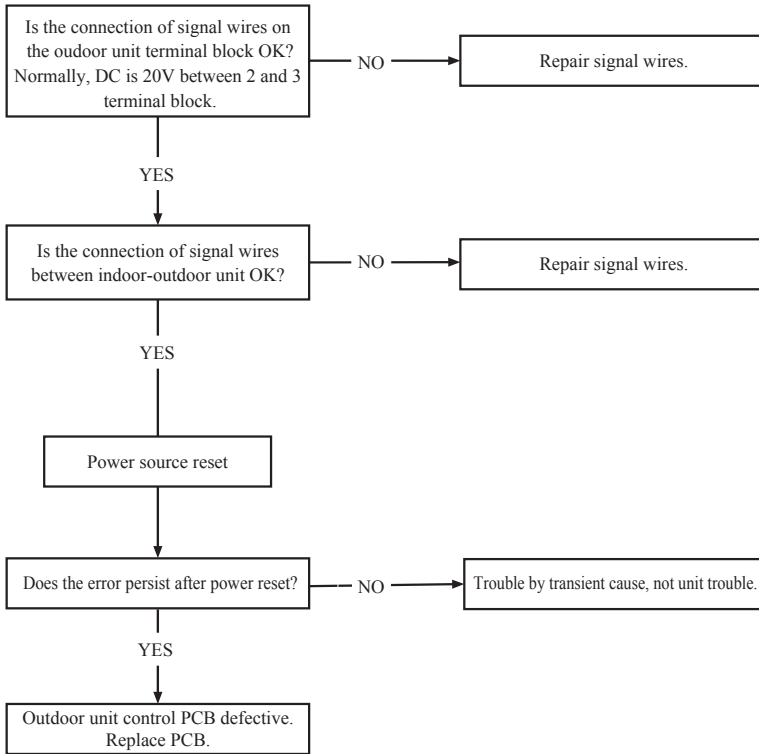 Is the connection of signal wires on
the oudoor unit terminal block OK?
Normally, DC is 20V between 2 and 3
terminal block.
NO
Repair signal wires.
YES
Is the connection of signal wires
between indoor-outdoor unit OK?
NO
Repair signal wires.
YES
Power source reset
Does the error persist after power reset?
NO
Trouble by transient cause, not unit trouble.
YES
Outdoor unit control PCB defective.
Replace PCB.